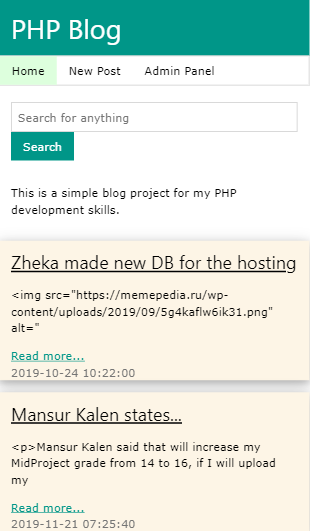 PHP Blog
Home New Post Admin Panel
Search for anything
Search
This is a simple blog project for my PHP
development skills.
Zheka made new DB for the hosting
<img src="https://memepedia.ru/wp-
content/uploads/2019/09/5g4kaflw6ik31.png"
alt="
Read more...
2019-10-24 10:22:00
Mansur Kalen states...
<p>Mansur Kalen said that will increase my
MidProject grade from 14 to 16, if I will upload
my
Read more...
2019-11-21 07:25:40